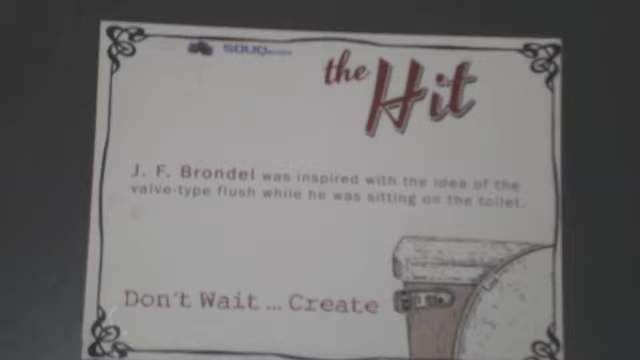 souq.com
the Hit
J. F. Brondel was inspired with the idea of the
valve-type flush while he was sitting on the toilet.
Don't Wait... Create